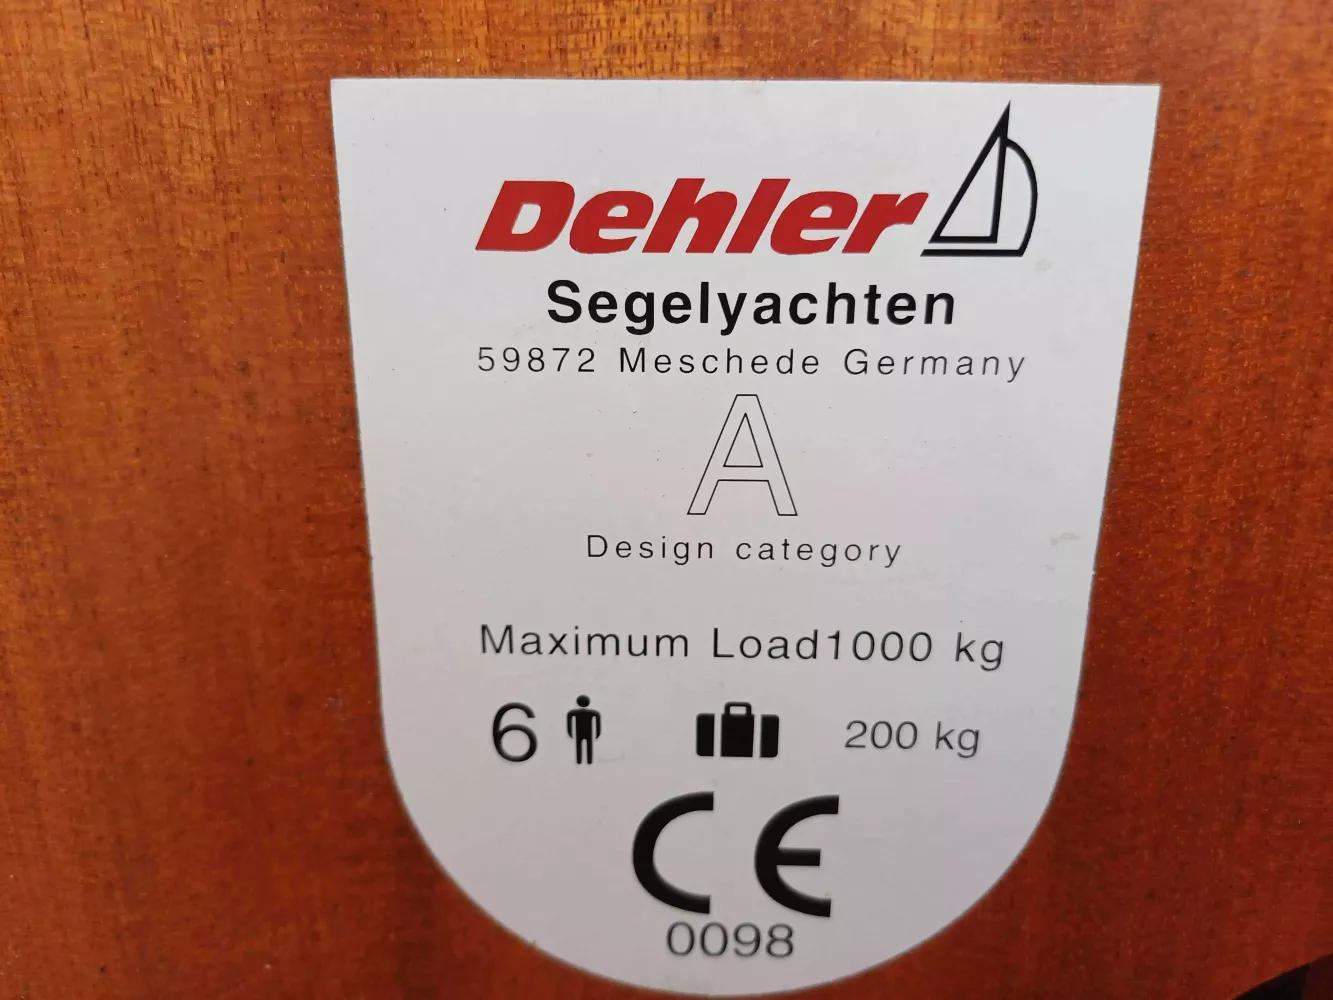 Dehler
Segelyachten
59872 Meschede Germany
A
Design category
Maximum Load1000 kg
6 200 kg
CE
0098